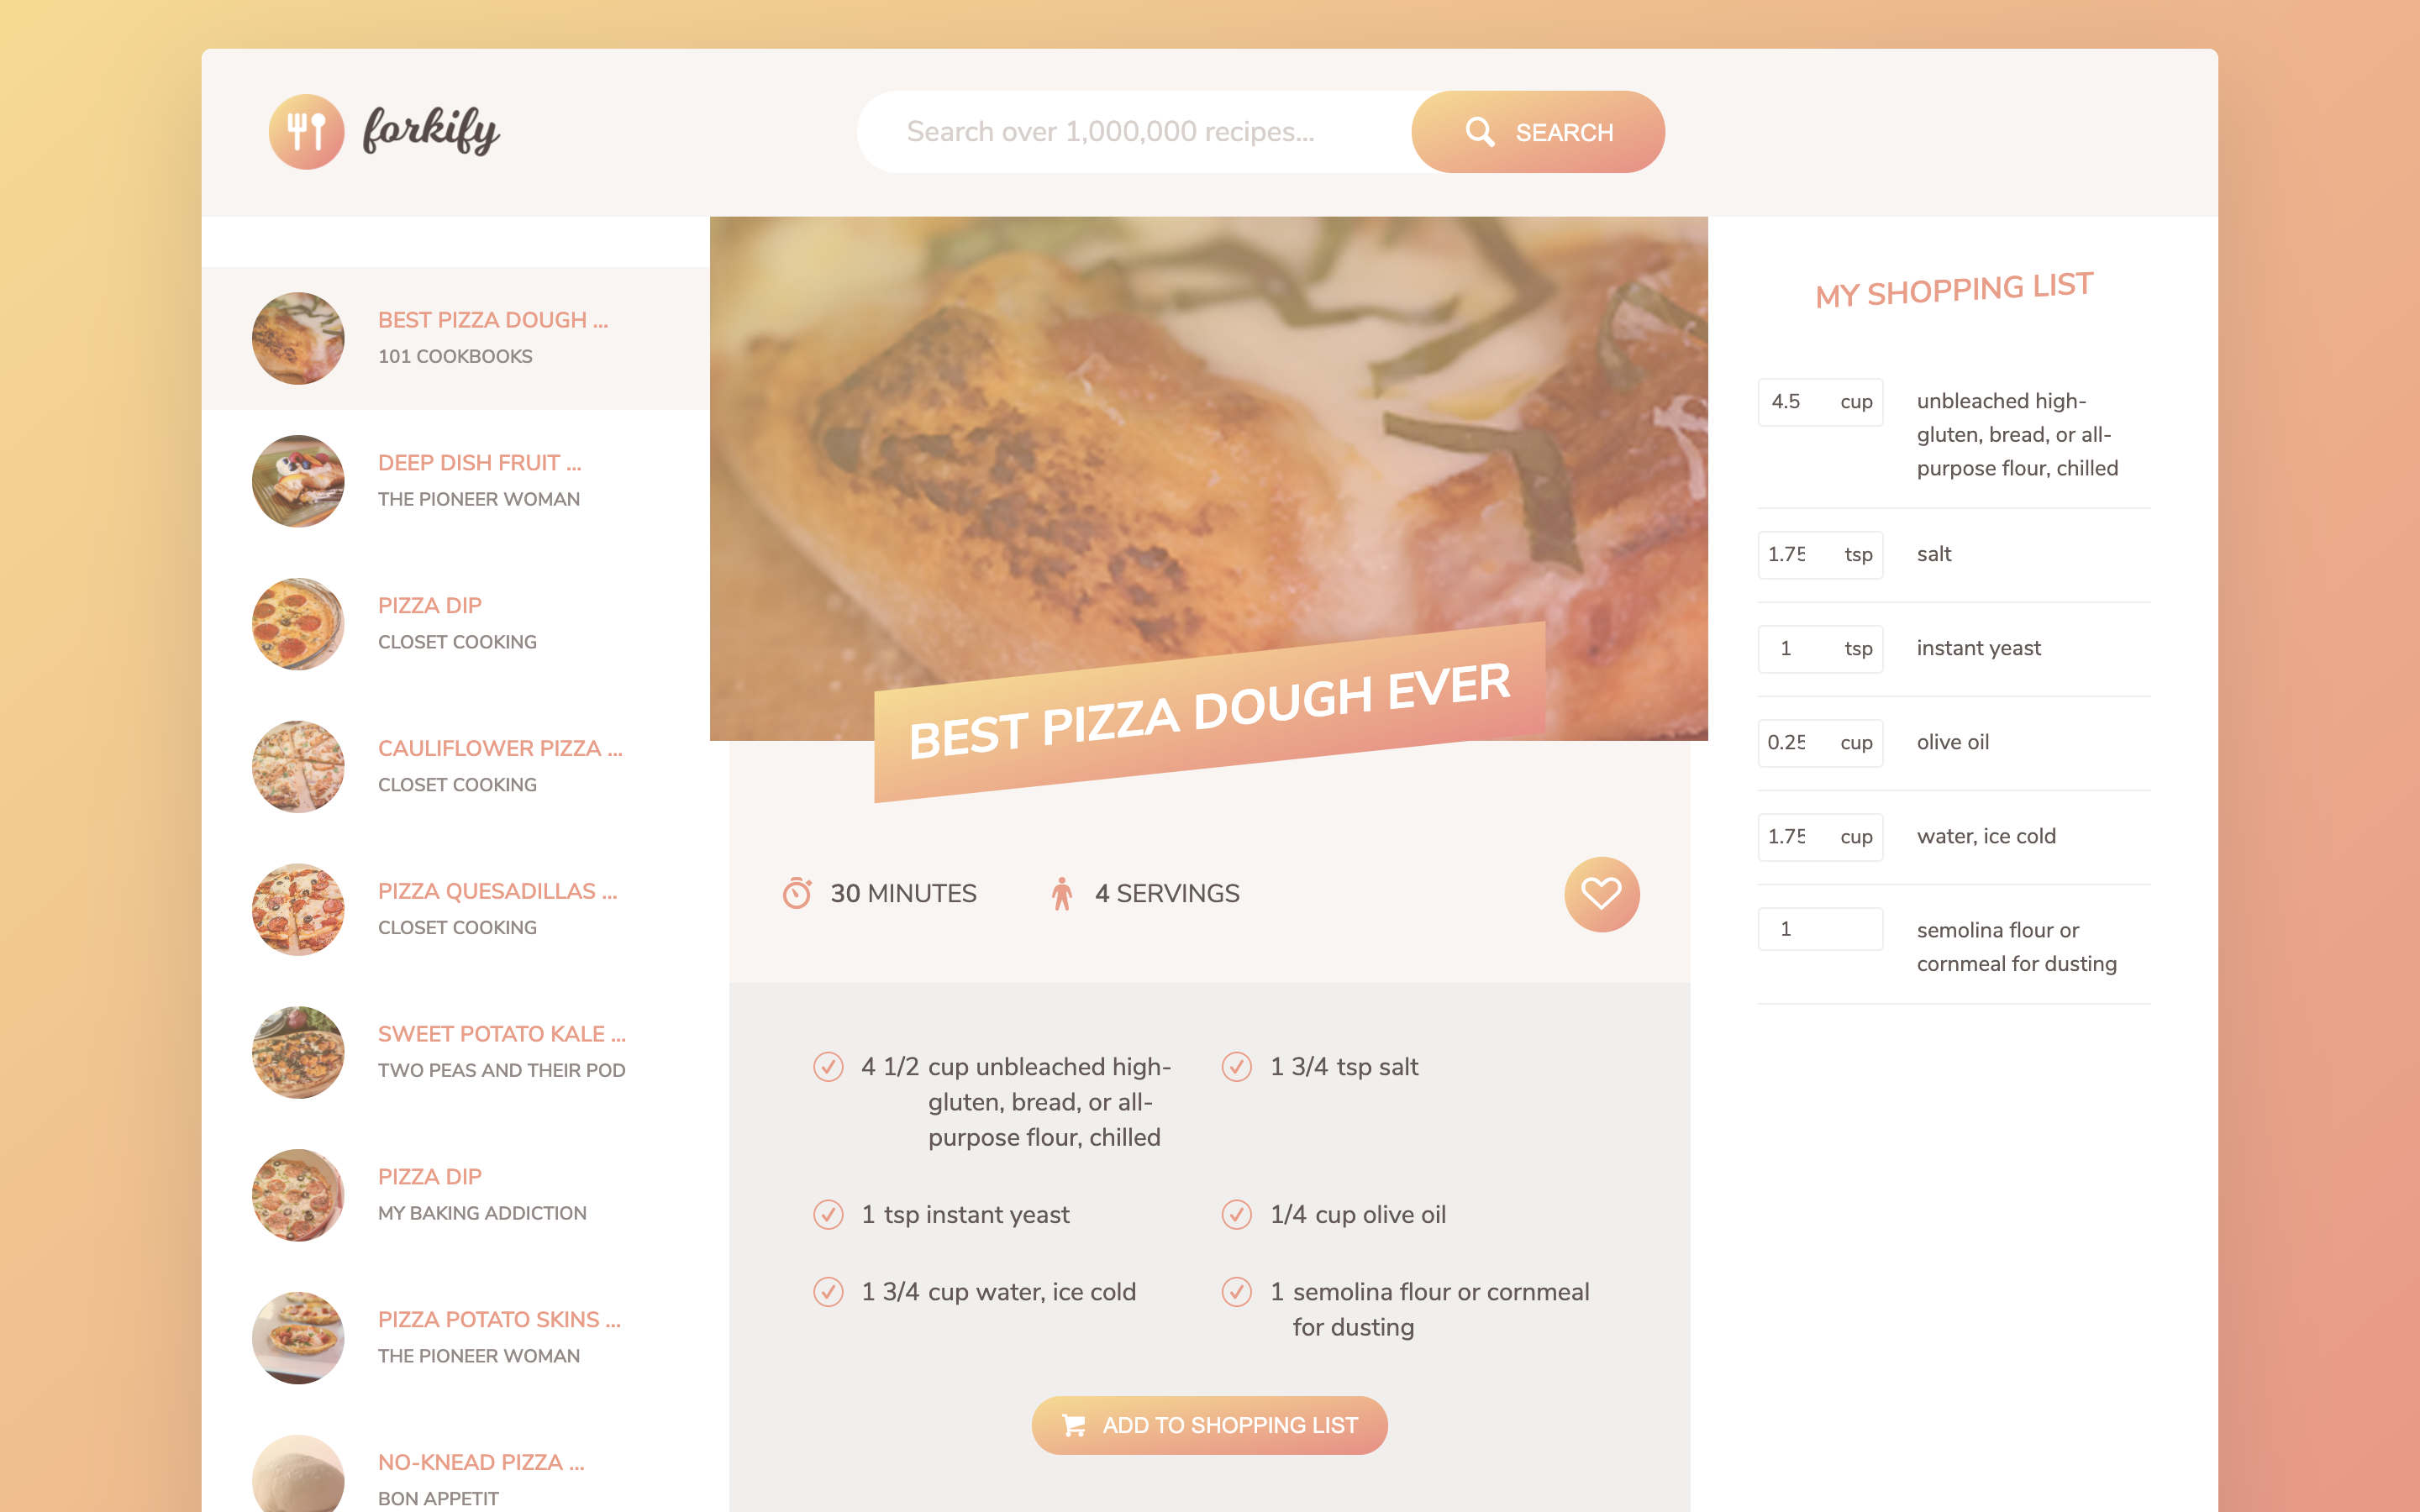 forkify
Search over 1,000,000 recipes...
SEARCH
BEST PIZZA DOUGH ...
101 COOKBOOKS
DEEP DISH FRUIT ...
THE PIONEER WOMAN
PIZZA DIP
CLOSET COOKING
CAULIFLOWER PIZZA ...
CLOSET COOKING
PIZZA QUESADILLAS ...
CLOSET COOKING
SWEET POTATO KALE ...
TWO PEAS AND THEIR POD
PIZZA DIP
MY BAKING ADDICTION
PIZZA POTATO SKINS ...
THE PIONEER WOMAN
NO-KNEAD PIZZA ...
BON APPETIT
BEST PIZZA DOUGH EVER
30 MINUTES
4 SERVINGS
4 1/2 cup unbleached high-
gluten, bread, or all-
purpose flour, chilled
1 3/4 tsp salt
1 tsp instant yeast
1/4 cup olive oil
1 3/4 cup water, ice cold
1 semolina flour or cornmeal
for dusting
ADD TO SHOPPING LIST
MY SHOPPING LIST
4.5 cup unbleached high-
gluten, bread, or all-
purpose flour, chilled
1.75 tsp salt
1 tsp instant yeast
0.25 cup olive oil
1.75 cup water, ice cold
1 semolina flour or
cornmeal for dusting